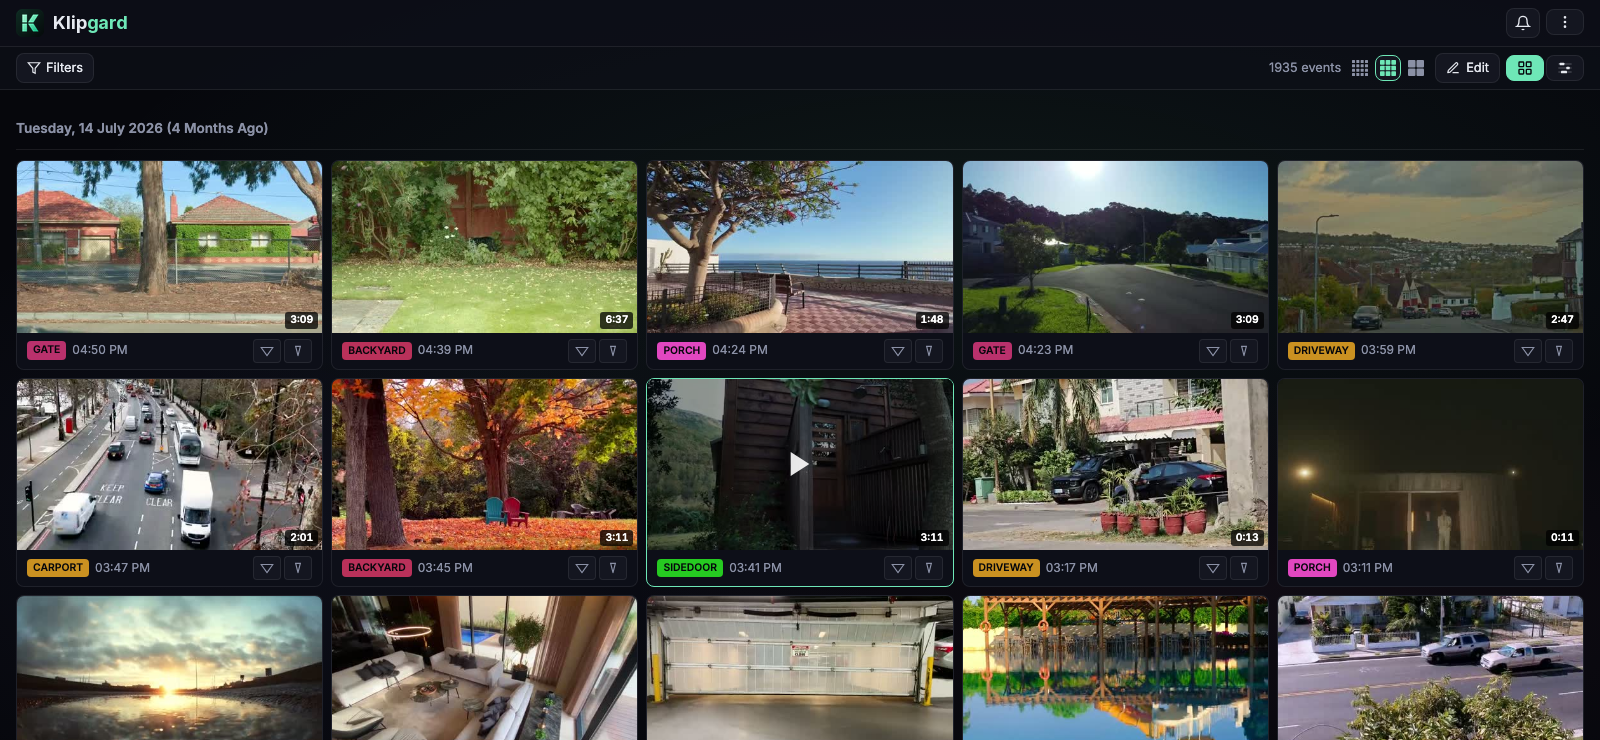 Klipgard
Filters
1935 events
Edit
Tuesday, 14 July 2026 (4 Months Ago)
3:09
6:37
1:48
3:09
2:47
GATE 04:50 PM
BACKYARD 04:39 PM
PORCH 04:24 PM
GATE 04:23 PM
DRIVEWAY 03:59 PM
KEEP
CLEAR
CLEAR
2:01
3:11
3:11
0:13
0:11
CARPORT 03:47 PM
BACKYARD 03:45 PM
SIDEDOOR 03:41 PM
DRIVEWAY 03:17 PM
PORCH 03:11 PM